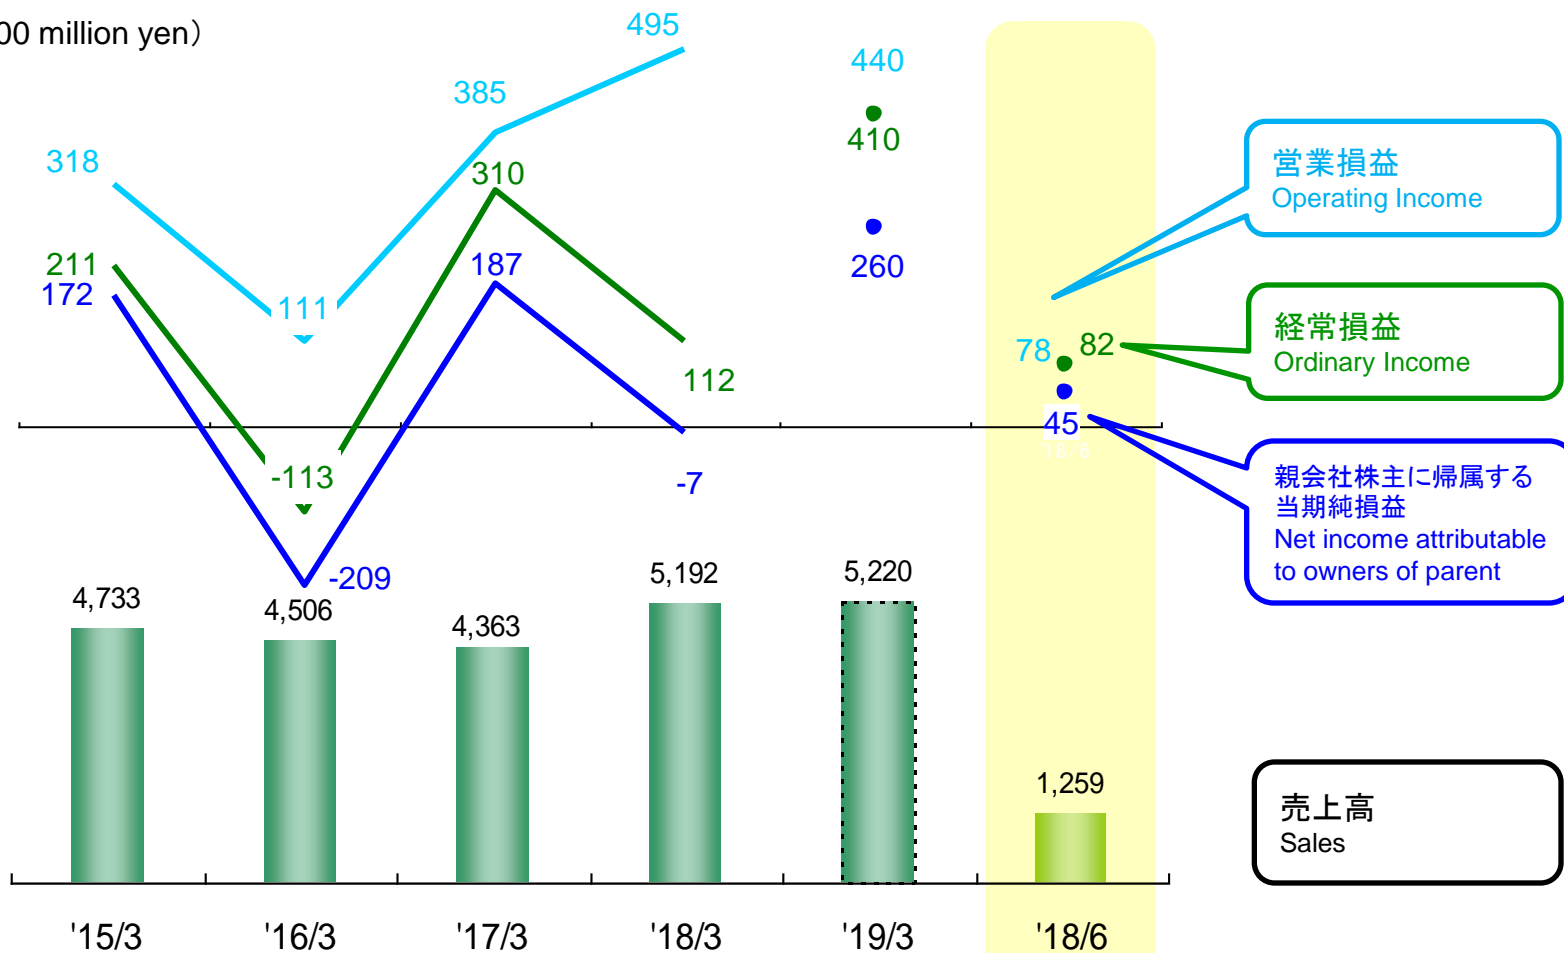 00 million yen）
495
440
385
410
318
310
211
187
172
260
111
78
82
112
45
'18/6
-113
-7
-209
営業損益
Operating Income
経常損益
Ordinary Income
親会社株主に帰属する
当期純損益
Net income attributable
to owners of parent
4,733
4,506
4,363
5,192
5,220
1,259
売上高
Sales
'15/3
'16/3
'17/3
'18/3
'19/3
'18/6